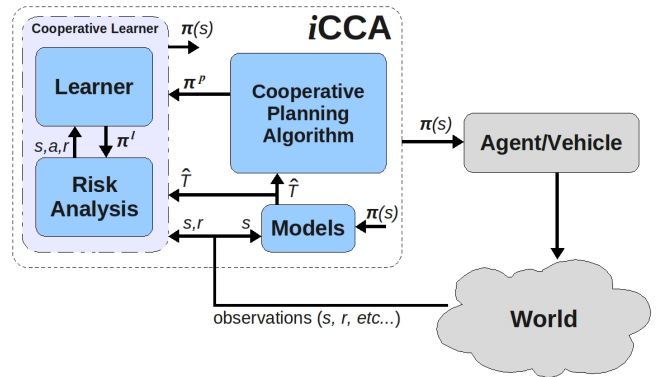 iCCA
Cooperative Learner
π(s)
Learner
π^p
Cooperative
Planning
Algorithm
s,a,r
π^l
π(s)
Agent/Vehicle
Risk
Analysis
T̂
T̂
s,r
s
Models
π(s)
observations (s, r, etc...)
World